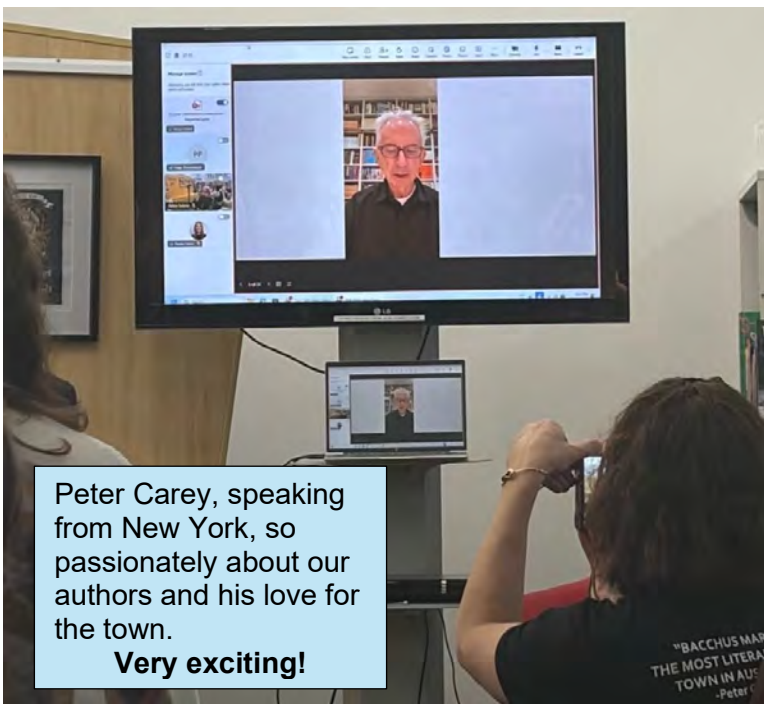 LG
Peter Carey, speaking
from New York, so
passionately about our
authors and his love for
the town.
Very exciting!
"BACCHUS MAR
THE MOST LITERA
TOWN IN AUS
-Peter C